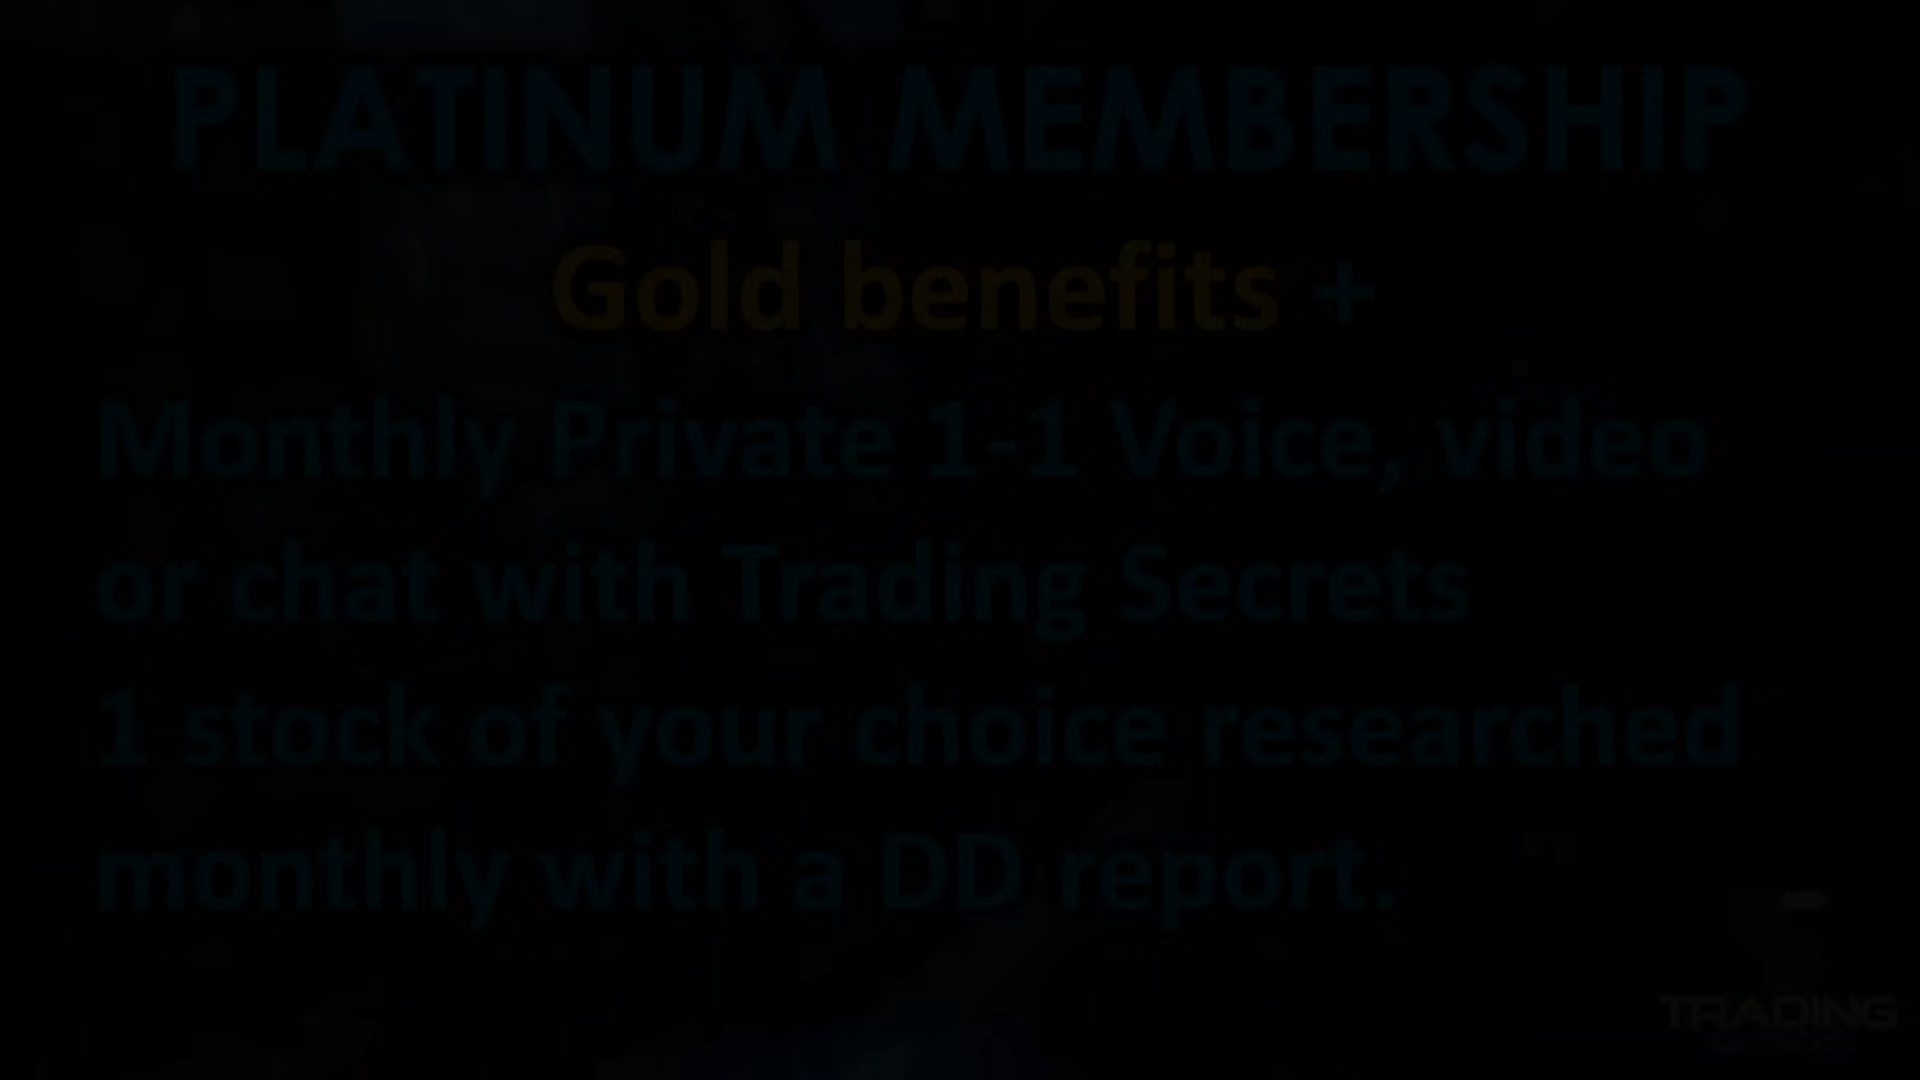 PLATINUM MEMBERSHIP
Gold benefits +
Monthly Private 1-1 Voice, video
or chat with Trading Secrets
1 stock of your choice researched
monthly with a DD report.
TRADING